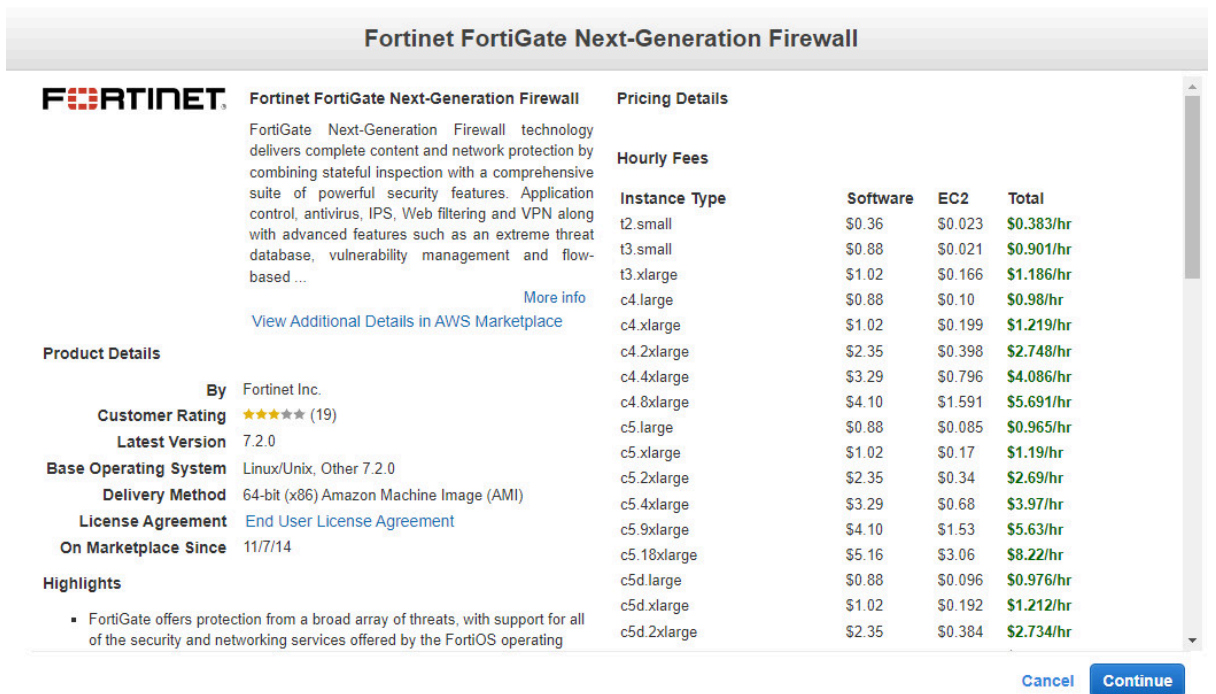 Fortinet FortiGate Next-Generation Firewall
FORTINET
Fortinet FortiGate Next-Generation Firewall
FortiGate Next-Generation Firewall technology
delivers complete content and network protection by
combining stateful inspection with a comprehensive
suite of powerful security features. Application
control, antivirus, IPS, Web filtering and VPN along
with advanced features such as an extreme threat
database, vulnerability management and flow-
based ...
More info
View Additional Details in AWS Marketplace
Product Details
By Fortinet Inc.
Customer Rating ★★★★★ (19)
Latest Version 7.2.0
Base Operating System Linux/Unix, Other 7.2.0
Delivery Method 64-bit (x86) Amazon Machine Image (AMI)
License Agreement End User License Agreement
On Marketplace Since 11/7/14
Highlights
▪ FortiGate offers protection from a broad array of threats, with support for all
of the security and networking services offered by the FortiOS operating
Pricing Details
Hourly Fees
Instance Type Software EC2 Total
t2.small $0.36 $0.023 $0.383/hr
t3.small $0.88 $0.021 $0.901/hr
t3.xlarge $1.02 $0.166 $1.186/hr
c4.large $0.88 $0.10 $0.98/hr
c4.xlarge $1.02 $0.199 $1.219/hr
c4.2xlarge $2.35 $0.398 $2.748/hr
c4.4xlarge $3.29 $0.796 $4.086/hr
c4.8xlarge $4.10 $1.591 $5.691/hr
c5.large $0.88 $0.085 $0.965/hr
c5.xlarge $1.02 $0.17 $1.19/hr
c5.2xlarge $2.35 $0.34 $2.69/hr
c5.4xlarge $3.29 $0.68 $3.97/hr
c5.9xlarge $4.10 $1.53 $5.63/hr
c5.18xlarge $5.16 $3.06 $8.22/hr
c5d.large $0.88 $0.096 $0.976/hr
c5d.xlarge $1.02 $0.192 $1.212/hr
c5d.2xlarge $2.35 $0.384 $2.734/hr
Cancel Continue